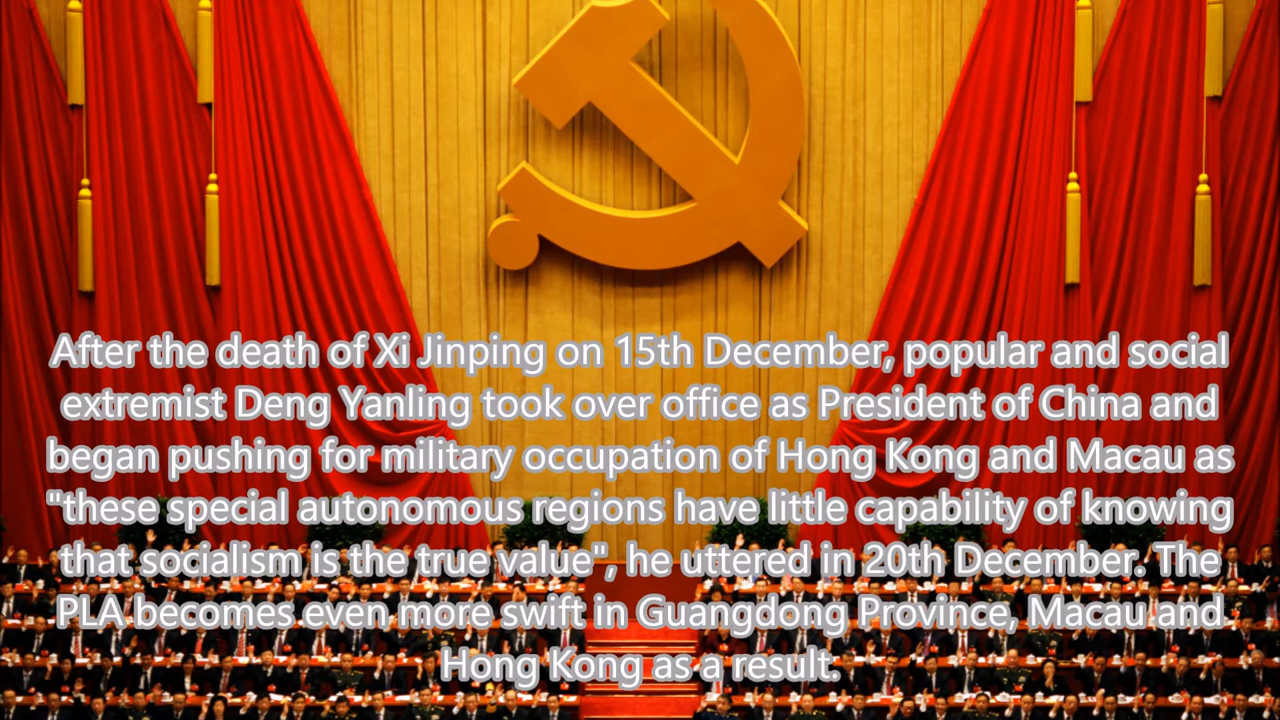 After the death of Xi Jinping on 15th December, popular and social
extremist Deng Yanling took over office as President of China and
began pushing for military occupation of Hong Kong and Macau as
"these special autonomous regions have little capability of knowing
that socialism is the true value", he uttered in 20th December. The
PLA becomes even more swift in Guangdong Province, Macau and
Hong Kong as a result.